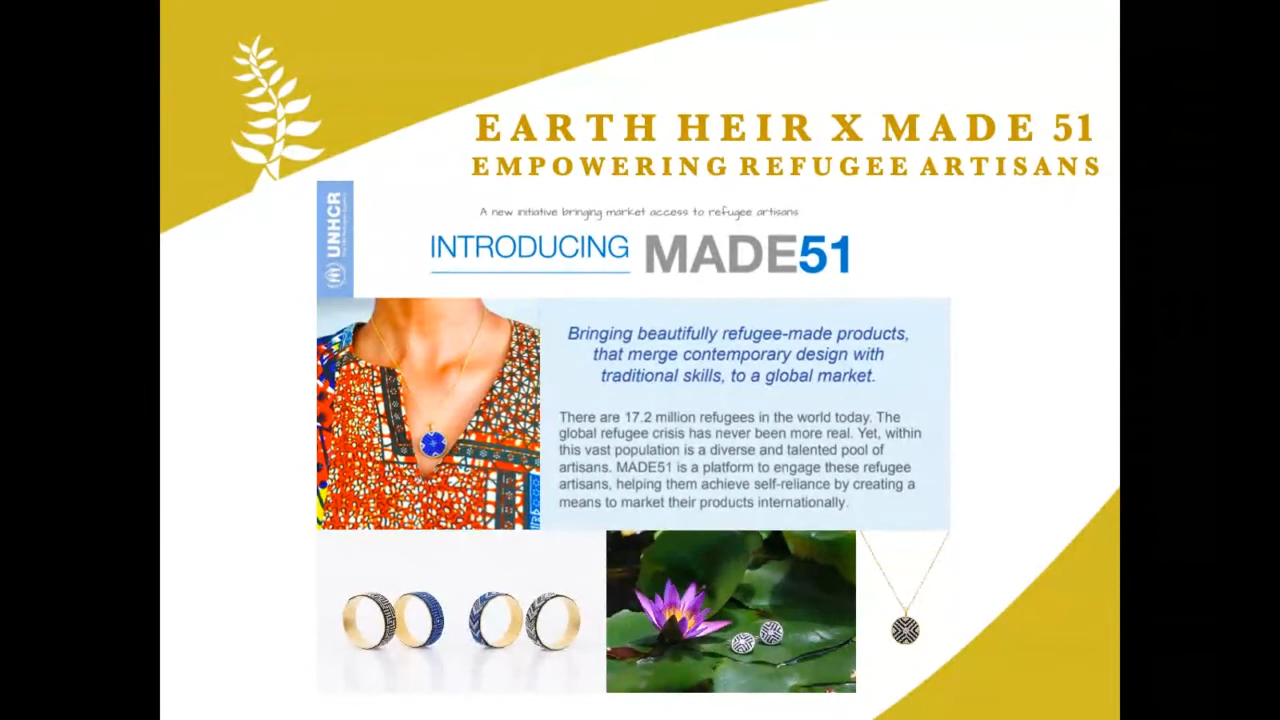 EARTH HEIR X MADE 51
EMPOWERING REFUGEE ARTISANS
UNHCR
The UN Refugee Agency
A new initiative bringing market access to refugee artisans
INTRODUCING MADE51
Bringing beautifully refugee-made products,
that merge contemporary design with
traditional skills, to a global market.
There are 17.2 million refugees in the world today. The
global refugee crisis has never been more real. Yet, within
this vast population is a diverse and talented pool of
artisans. MADE51 is a platform to engage these refugee
artisans, helping them achieve self-reliance by creating a
means to market their products internationally.